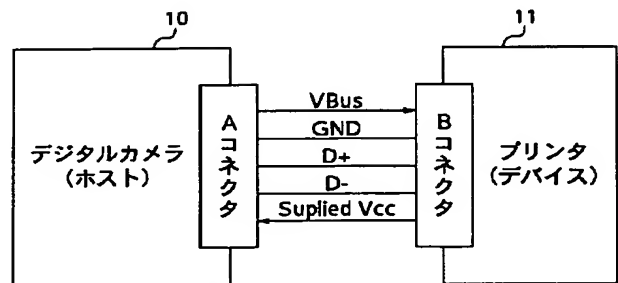 10
11
デジタルカメラ
(ホスト)
Aコネクタ
VBus
GND
D+
D-
Suplied Vcc
Bコネクタ
プリンタ
(デバイス)